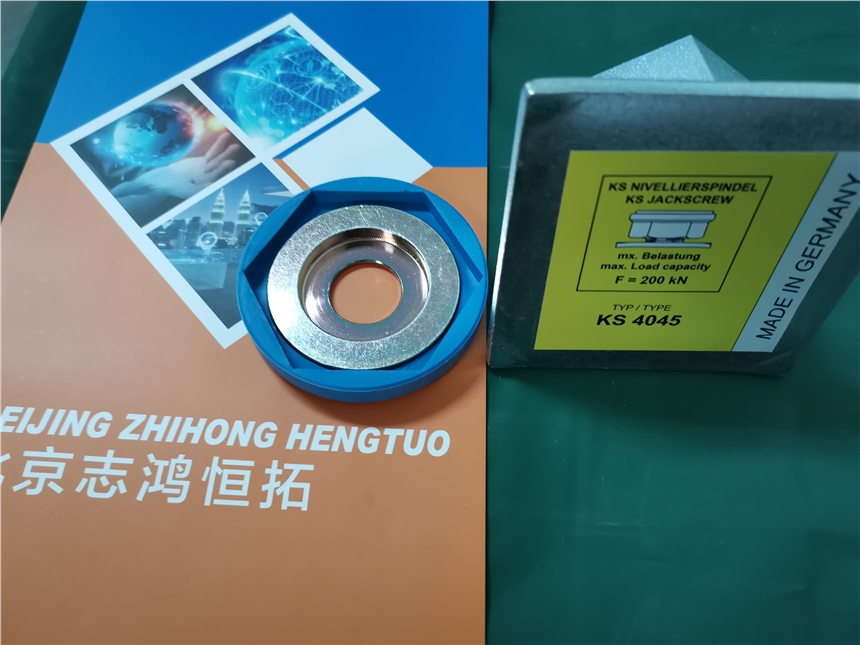 EIJING ZHIHONG HENGTUO
京志鸿恒拓
KS NIVELLIERSPINDEL
KS JACKSCREW
mx. Belastung
max. Load capacity
F = 200 kN
TYP / TYPE
KS 4045
MADE IN GERMANY